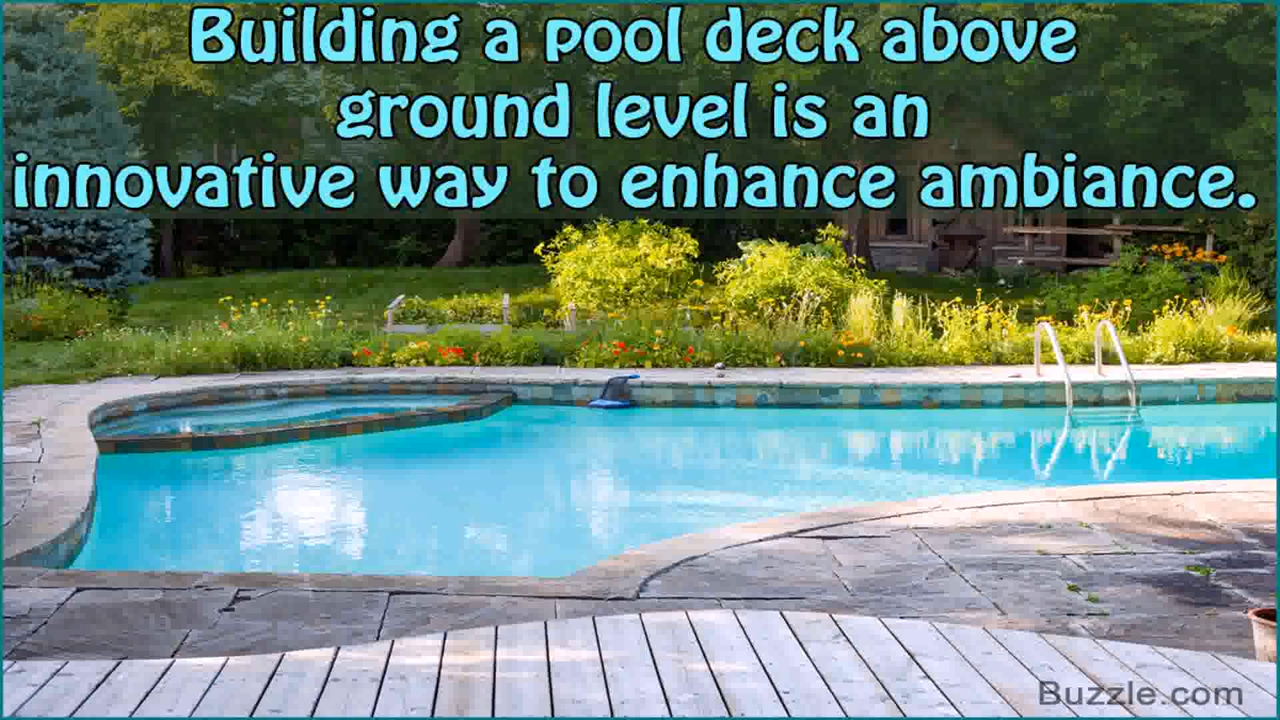 Building a pool deck above
ground level is an
innovative way to enhance ambiance.
Buzzle.com